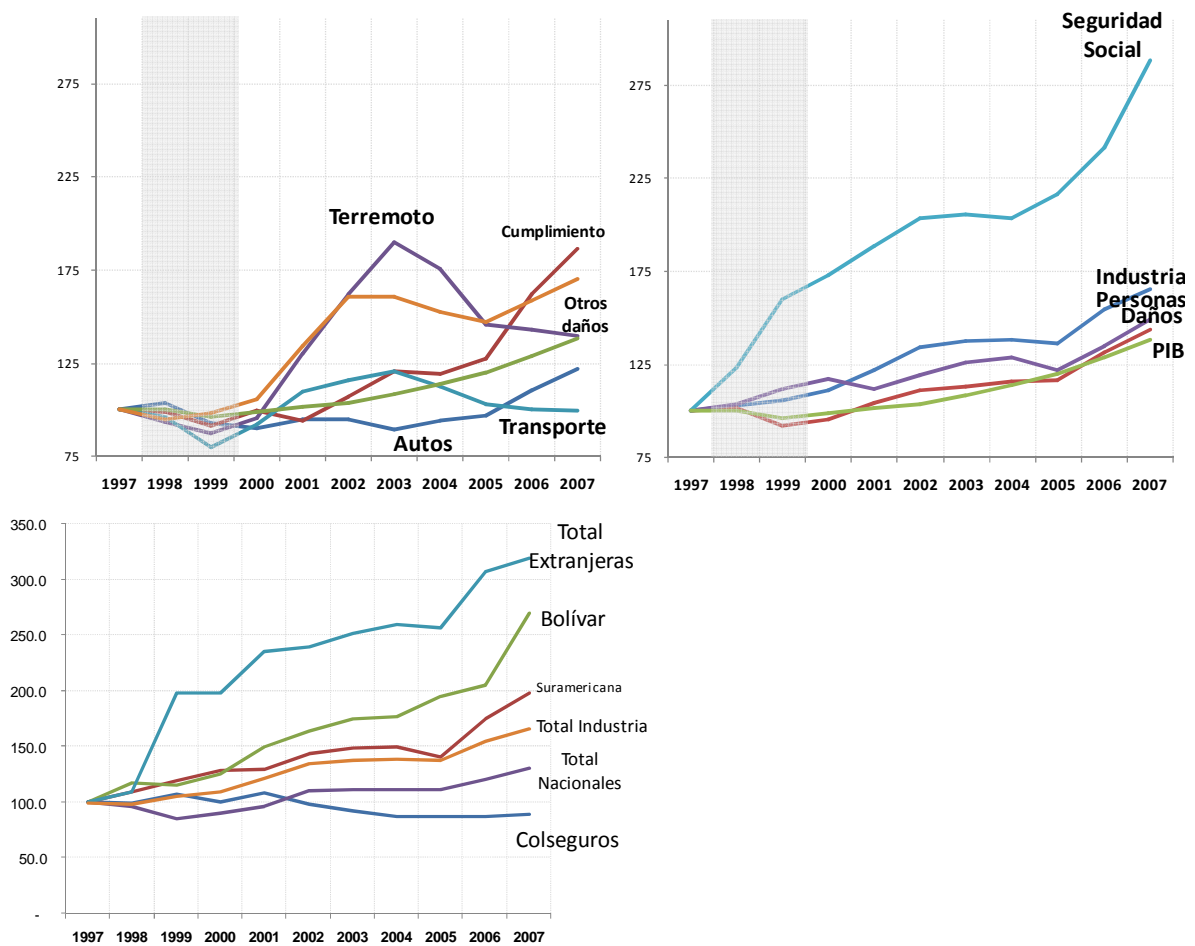 275
225
175
125
75
Terremoto
Cumplimiento
Otros
daños
Transporte
Autos
1997 1998 1999 2000 2001 2002 2003 2004 2005 2006 2007
Seguridad
Social
275
225
175
125
75
Industria
Personas
Daños
PIB
1997 1998 1999 2000 2001 2002 2003 2004 2005 2006 2007
350.0
300.0
250.0
200.0
150.0
100.0
50.0
-
Total
Extranjeras
Bolívar
Suramericana
Total Industria
Total
Nacionales
Colseguros
1997 1998 1999 2000 2001 2002 2003 2004 2005 2006 2007